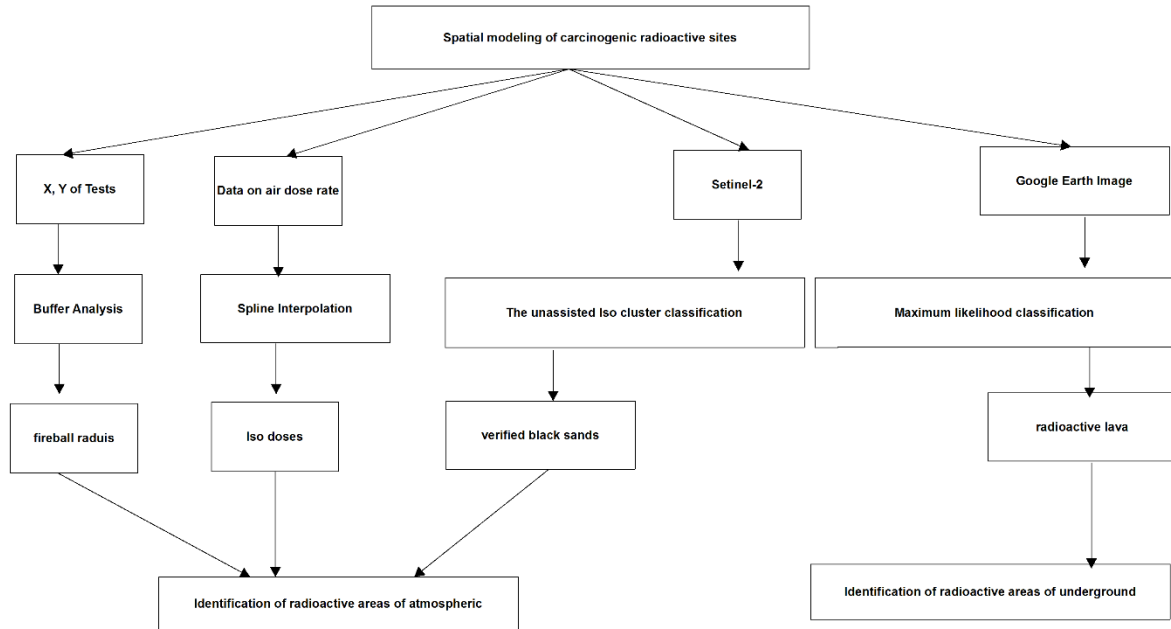 Spatial modeling of carcinogenic radioactive sites
X, Y of Tests
Data on air dose rate
Setinel-2
Google Earth Image
Buffer Analysis
Spline Interpolation
The unassisted Iso cluster classification
Maximum likelihood classification
fireball raduis
Iso doses
verified black sands
radioactive lava
Identification of radioactive areas of atmospheric
Identification of radioactive areas of underground